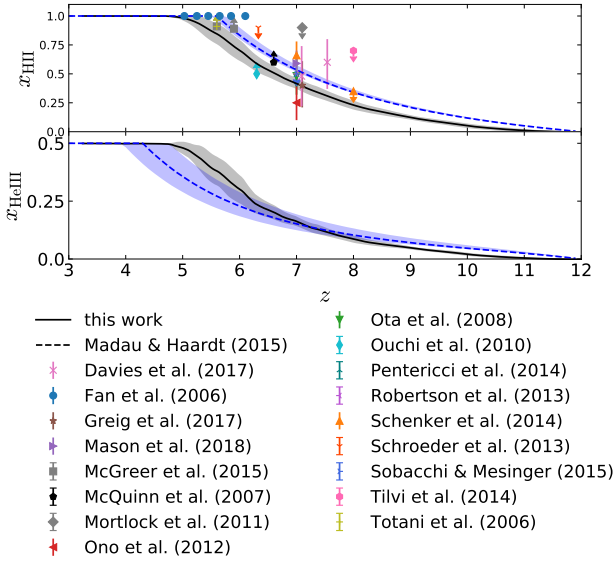 1.0
0.75
0.50
0.25
0.0
xHII
0.5
0.25
0.0
xHeIII
3 4 5 6 7 8 9 10 11 12
z
this work
Madau & Haardt (2015)
Davies et al. (2017)
Fan et al. (2006)
Greig et al. (2017)
Mason et al. (2018)
McGreer et al. (2015)
McQuinn et al. (2007)
Mortlock et al. (2011)
Ono et al. (2012)
Ota et al. (2008)
Ouchi et al. (2010)
Pentericci et al. (2014)
Robertson et al. (2013)
Schenker et al. (2014)
Schroeder et al. (2013)
Sobacchi & Mesinger (2015)
Tilvi et al. (2014)
Totani et al. (2006)